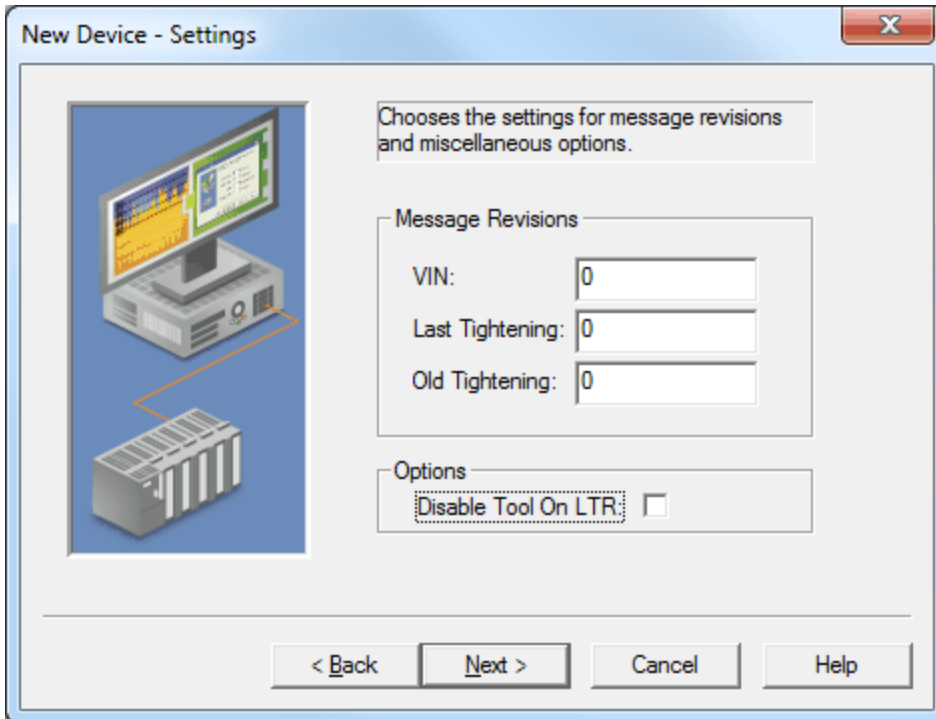 New Device - Settings
Chooses the settings for message revisions
and miscellaneous options.
Message Revisions
VIN: 0
Last Tightening: 0
Old Tightening: 0
Options
Disable Tool On LTR:
< Back Next > Cancel Help